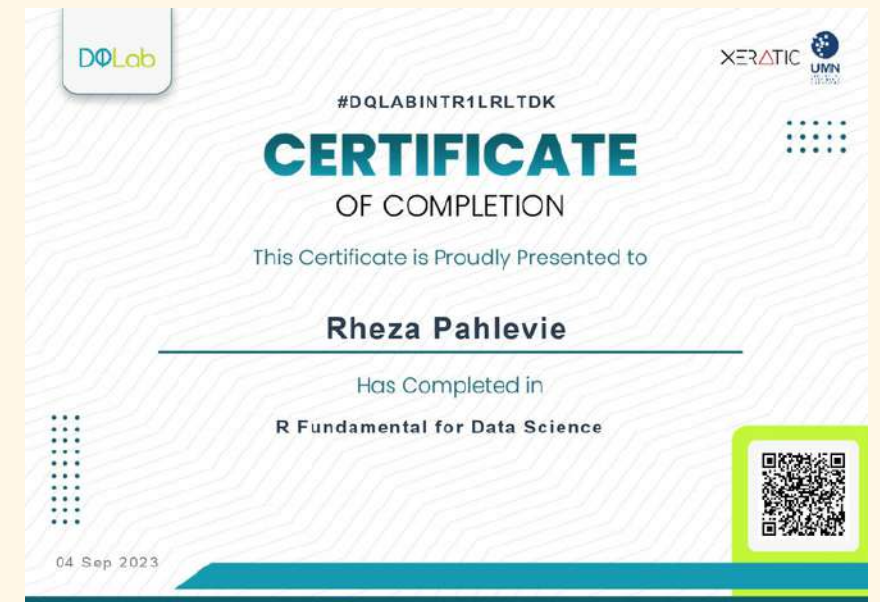 DQLab
XERATIC
UMN
#DQLABINTR1LRLTDK
CERTIFICATE
OF COMPLETION
This Certificate is Proudly Presented to
Rheza Pahlevie
Has Completed in
R Fundamental for Data Science
04 Sep 2023